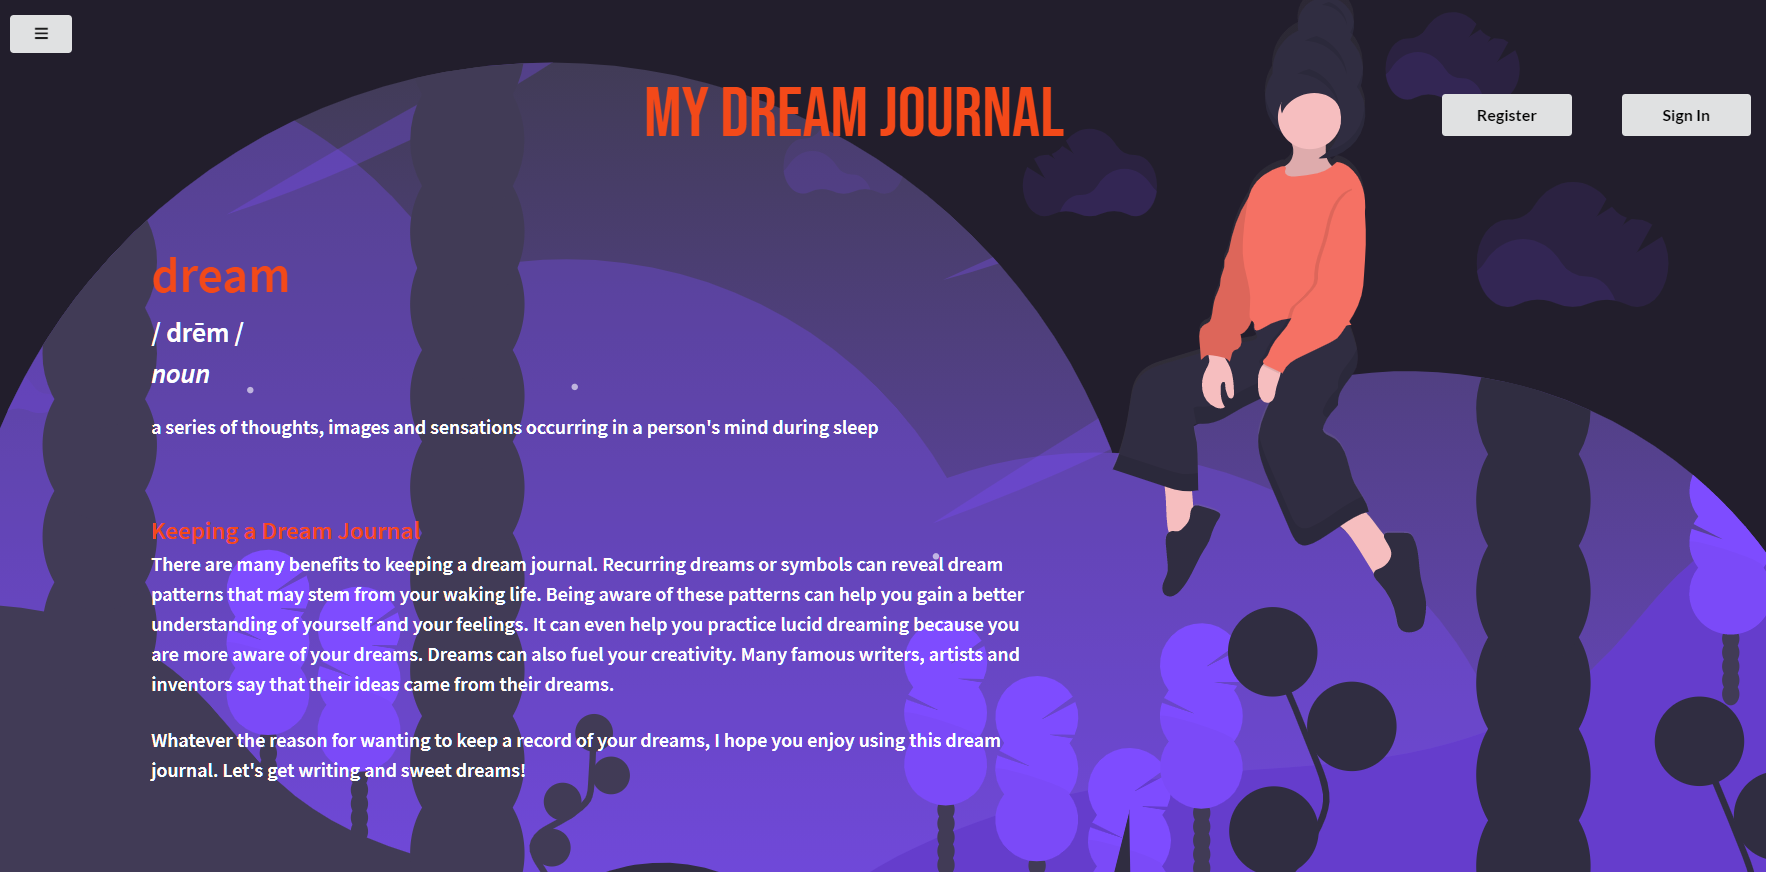 MY DREAM JOURNAL
Register
Sign In
dream
/ drēm /
noun
a series of thoughts, images and sensations occurring in a person's mind during sleep
Keeping a Dream Journal
There are many benefits to keeping a dream journal. Recurring dreams or symbols can reveal dream
patterns that may stem from your waking life. Being aware of these patterns can help you gain a better
understanding of yourself and your feelings. It can even help you practice lucid dreaming because you
are more aware of your dreams. Dreams can also fuel your creativity. Many famous writers, artists and
inventors say that their ideas came from their dreams.
Whatever the reason for wanting to keep a record of your dreams, I hope you enjoy using this dream
journal. Let's get writing and sweet dreams!